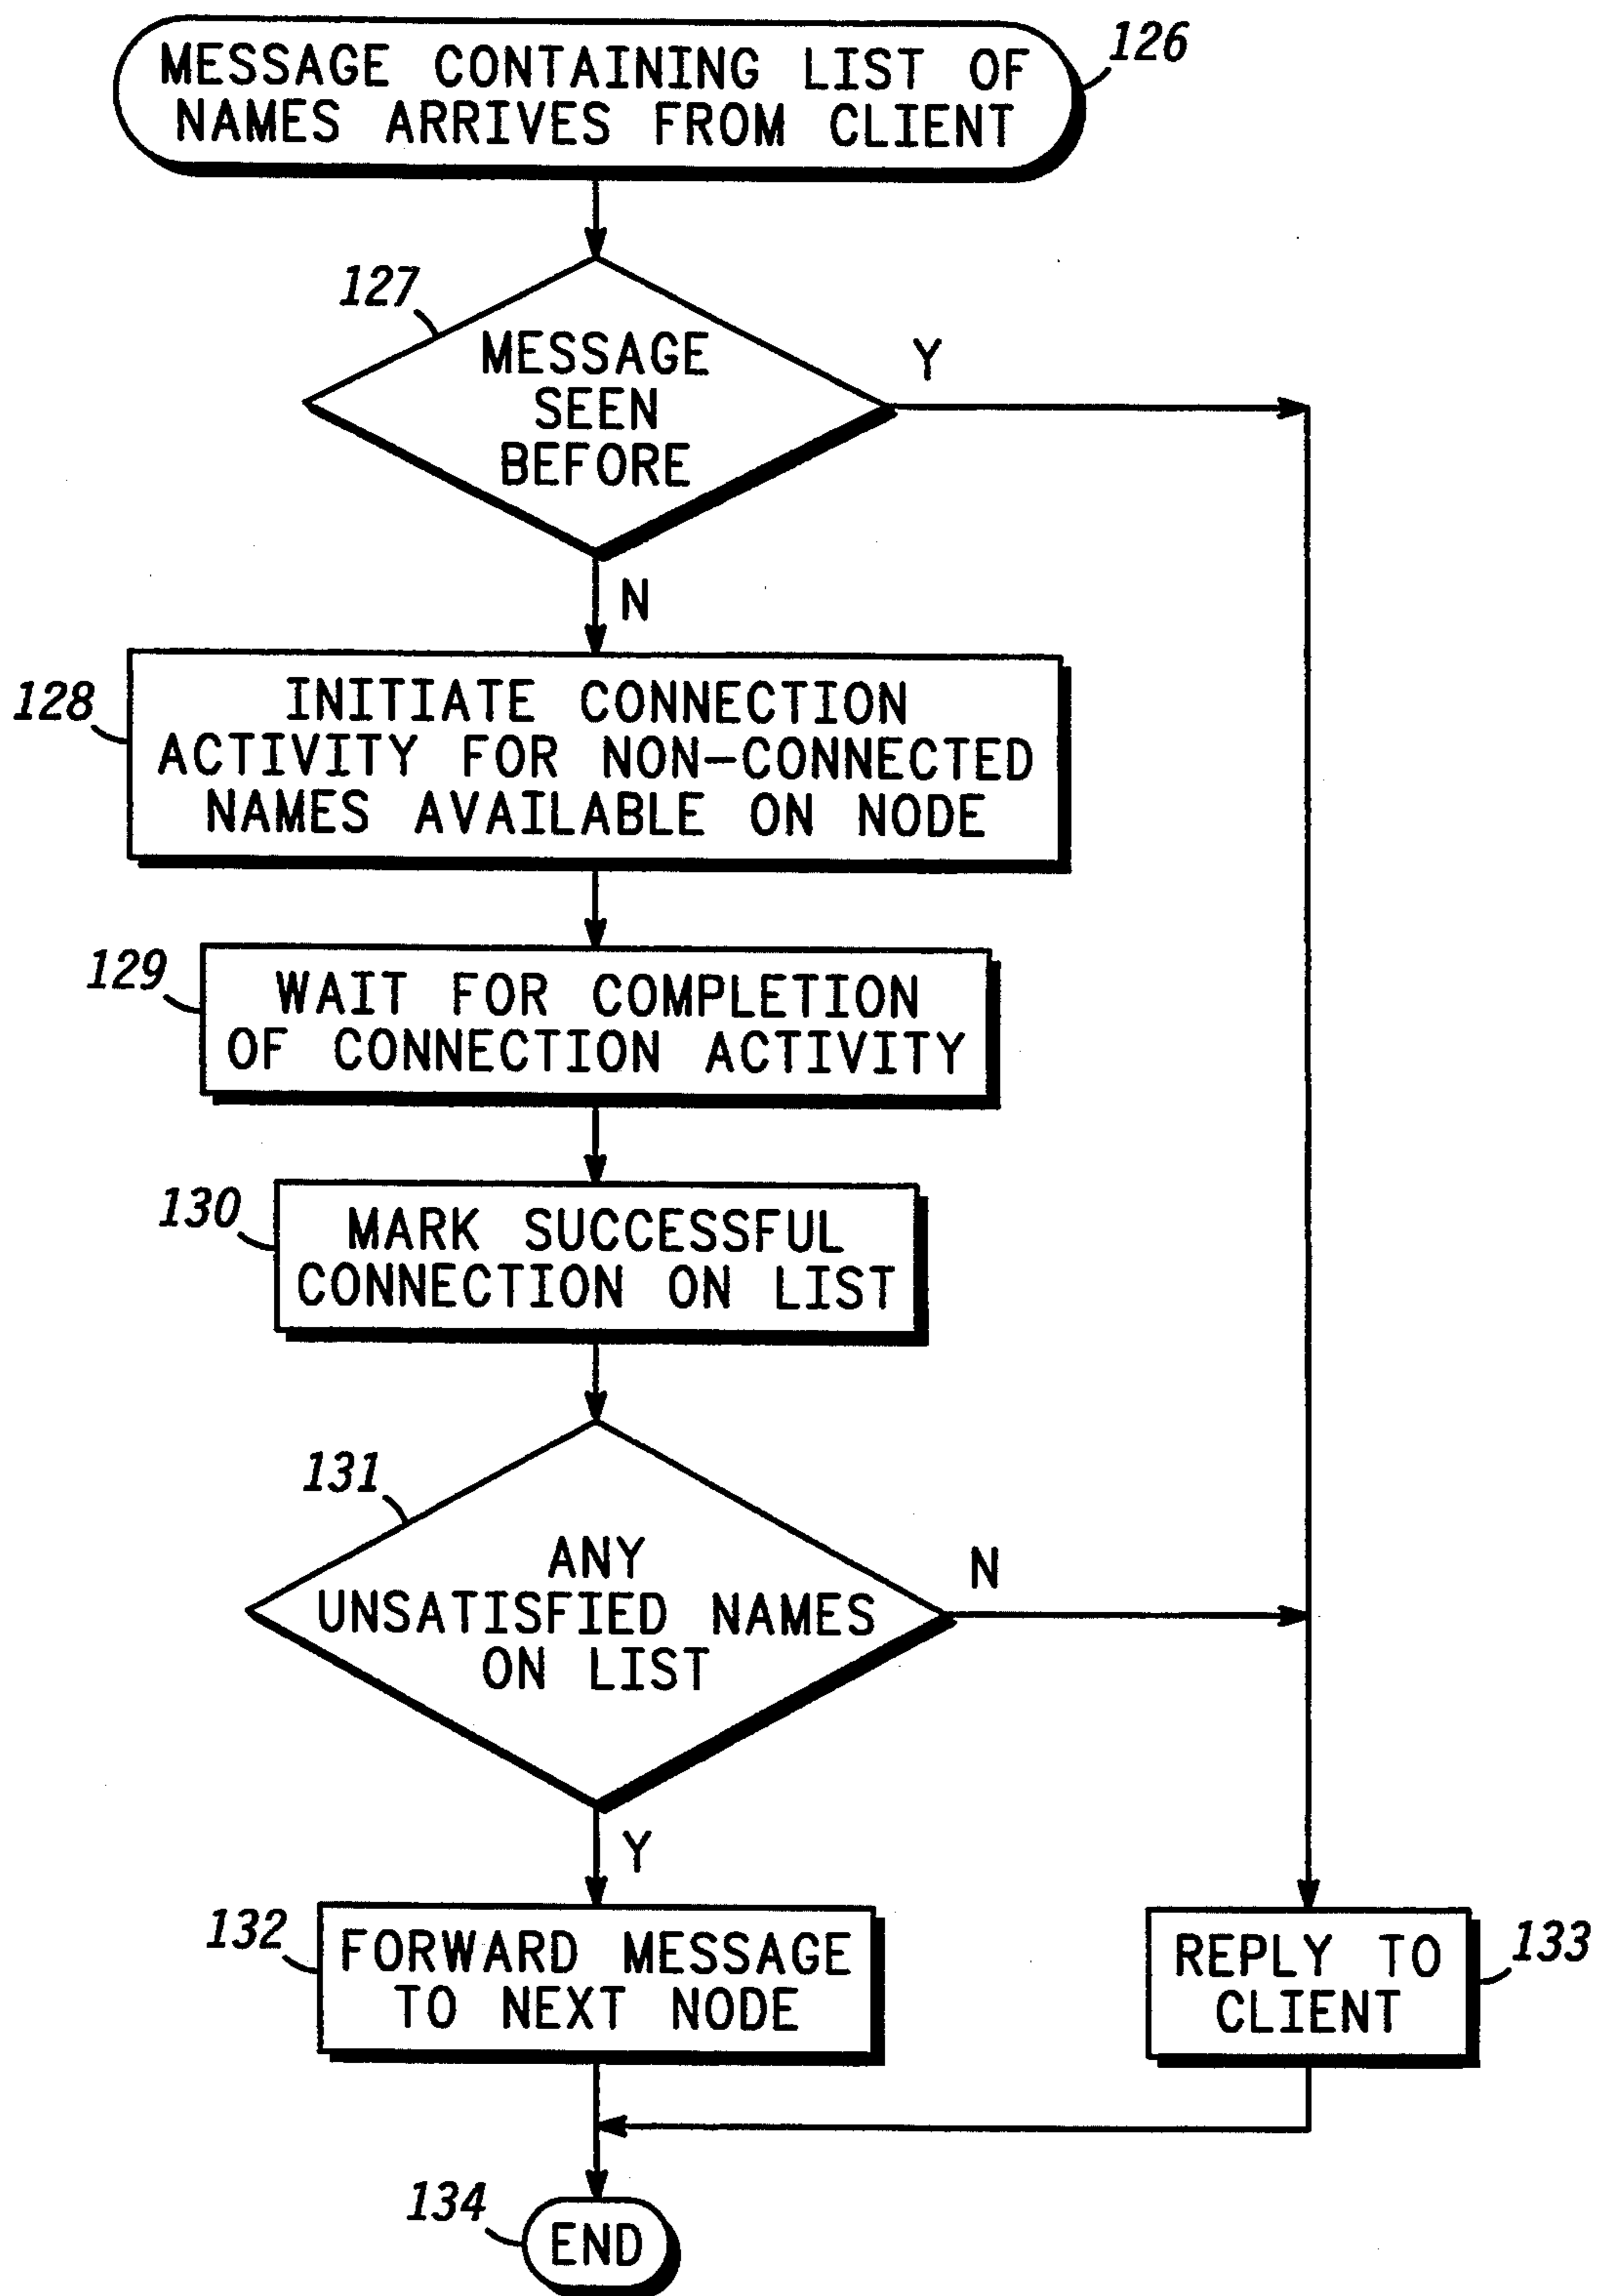 MESSAGE CONTAINING LIST OF
NAMES ARRIVES FROM CLIENT
126
127
MESSAGE
SEEN
BEFORE
Y
N
128
INITIATE CONNECTION
ACTIVITY FOR NON-CONNECTED
NAMES AVAILABLE ON NODE
129
WAIT FOR COMPLETION
OF CONNECTION ACTIVITY
130
MARK SUCCESSFUL
CONNECTION ON LIST
131
ANY
UNSATISFIED NAMES
ON LIST
N
Y
132
FORWARD MESSAGE
TO NEXT NODE
REPLY TO
CLIENT
133
134
END